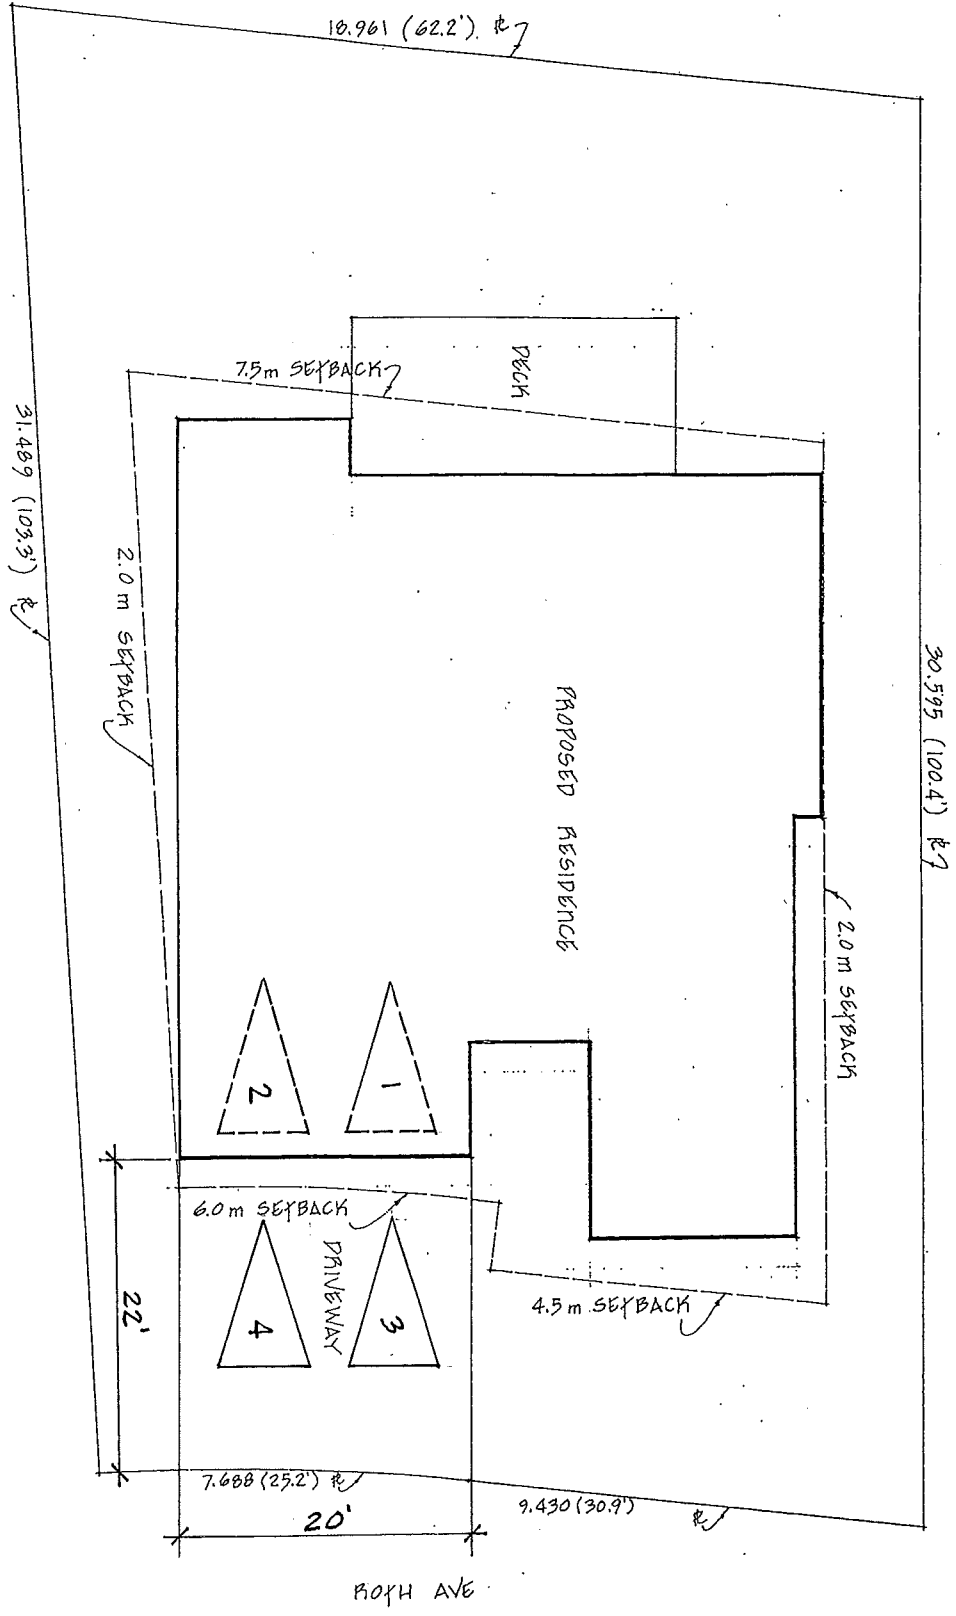 18.961 (62.2'). ⅊
7.5m SETBACK
DECK
31.489 (103.3') ⅊
2.0 m SETBACK
30.595 (100.4') ⅊
PROPOSED RESIDENCE
2.0 m SETBACK
2
1
6.0 m SETBACK
4.5 m SETBACK
DRIVEWAY
4
3
22'
7.688 (25.2') ⅊
9.430 (30.9') ⅊
20'
ROTH AVE